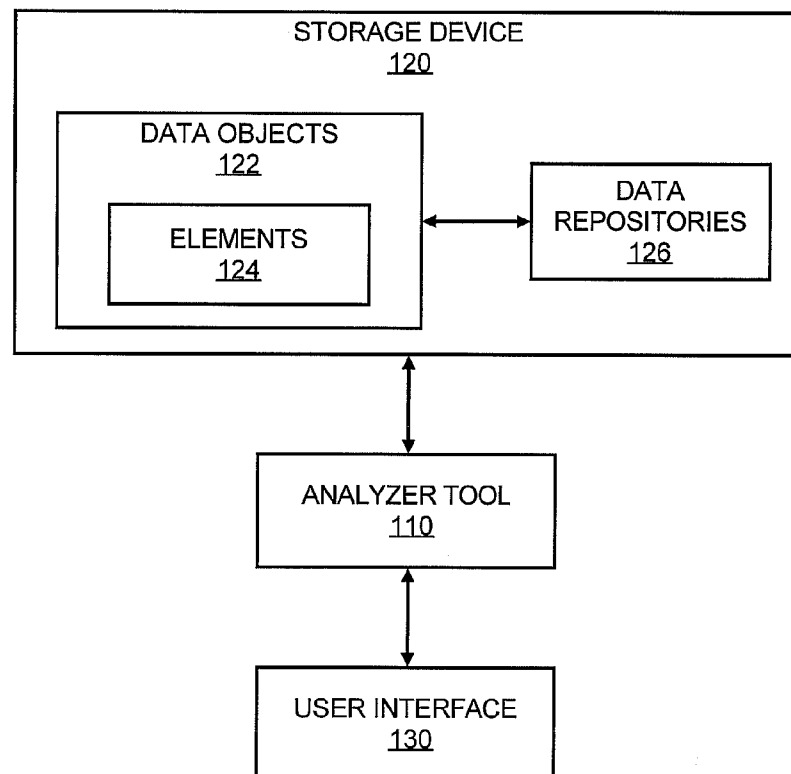 STORAGE DEVICE
120
DATA OBJECTS
122
ELEMENTS
124
DATA
REPOSITORIES
126
ANALYZER TOOL
110
USER INTERFACE
130